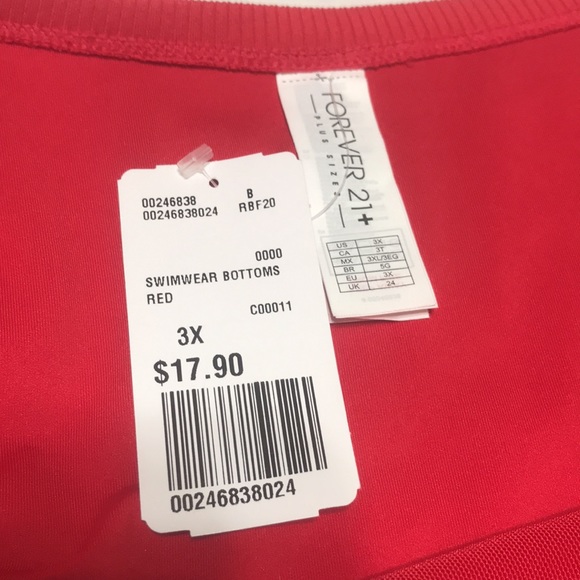 00246838 B
00246838024 RBF20
0000
SWIMWEAR BOTTOMS
RED
C00011
3X
$17.90
00246838024
FOREVER 21+
PLUS SIZES
US 3X
CA 3T
MX 3XL/3EG
BR 5G
EU 3X
UK 24